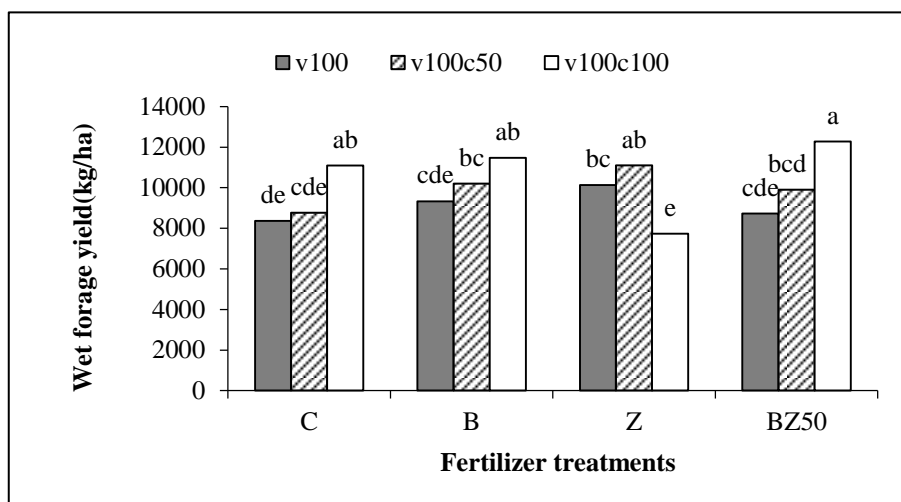 v100 v100c50 v100c100
Wet forage yield(kg/ha)
14000
12000
10000
8000
6000
4000
2000
0
de cde ab
cde bc ab
bc ab e
cde bcd a
C B Z BZ50
Fertilizer treatments